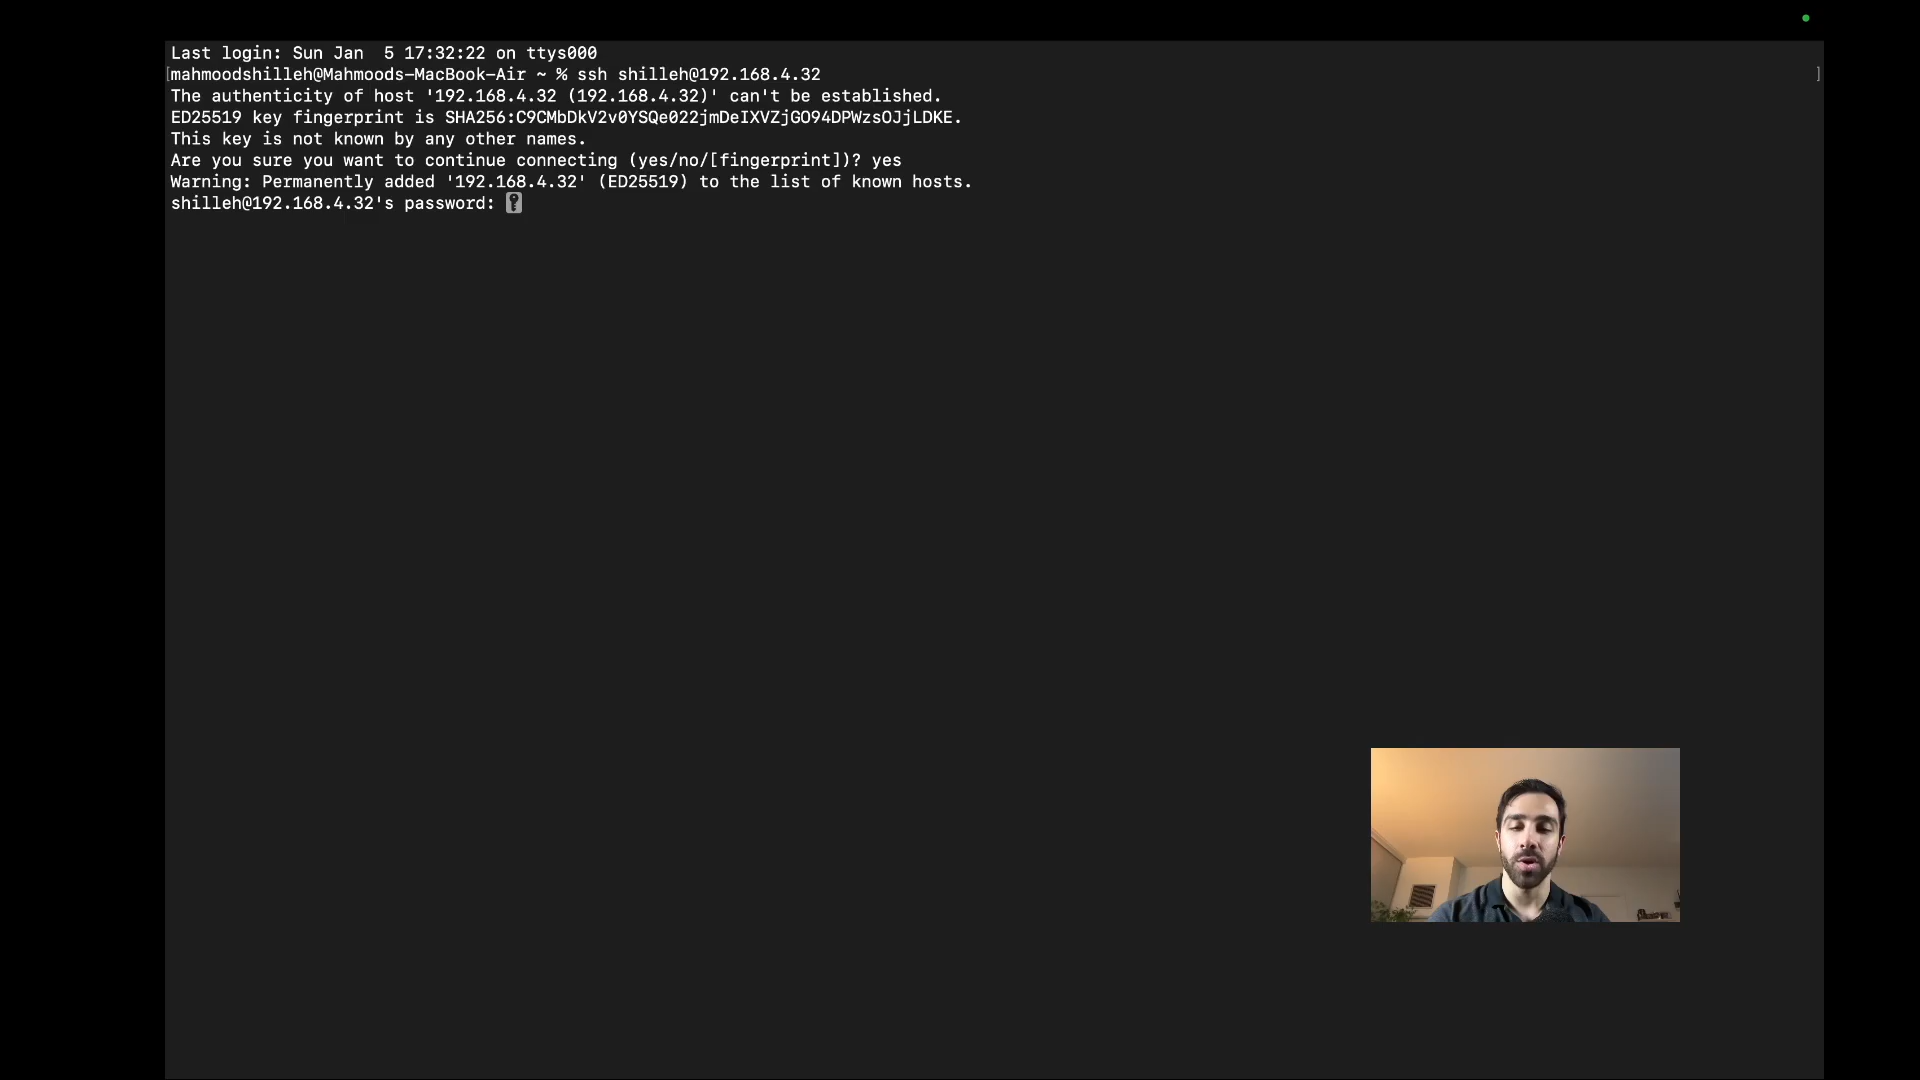 Last login: Sun Jan  5 17:32:22 on ttys000
[mahmoodshilleh@Mahmoods-MacBook-Air ~ % ssh shilleh@192.168.4.32 ]
The authenticity of host '192.168.4.32 (192.168.4.32)' can't be established.
ED25519 key fingerprint is SHA256:C9CMbDkV2v0YSQe022jmDeIXVZjGO94DPWzsOJjLDKE.
This key is not known by any other names.
Are you sure you want to continue connecting (yes/no/[fingerprint])? yes
Warning: Permanently added '192.168.4.32' (ED25519) to the list of known hosts.
shilleh@192.168.4.32's password: